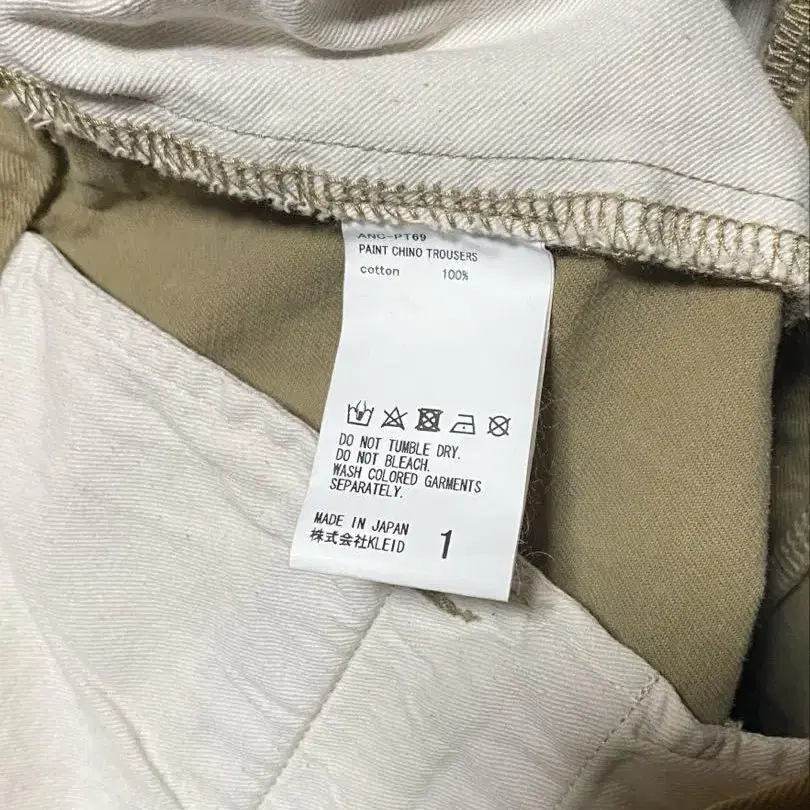 ANC-PT69
PAINT CHINO TROUSERS
cotton 100%
DO NOT TUMBLE DRY.
DO NOT BLEACH.
WASH COLORED GARMENTS
SEPARATELY.
MADE IN JAPAN
株式会社KLEID 1